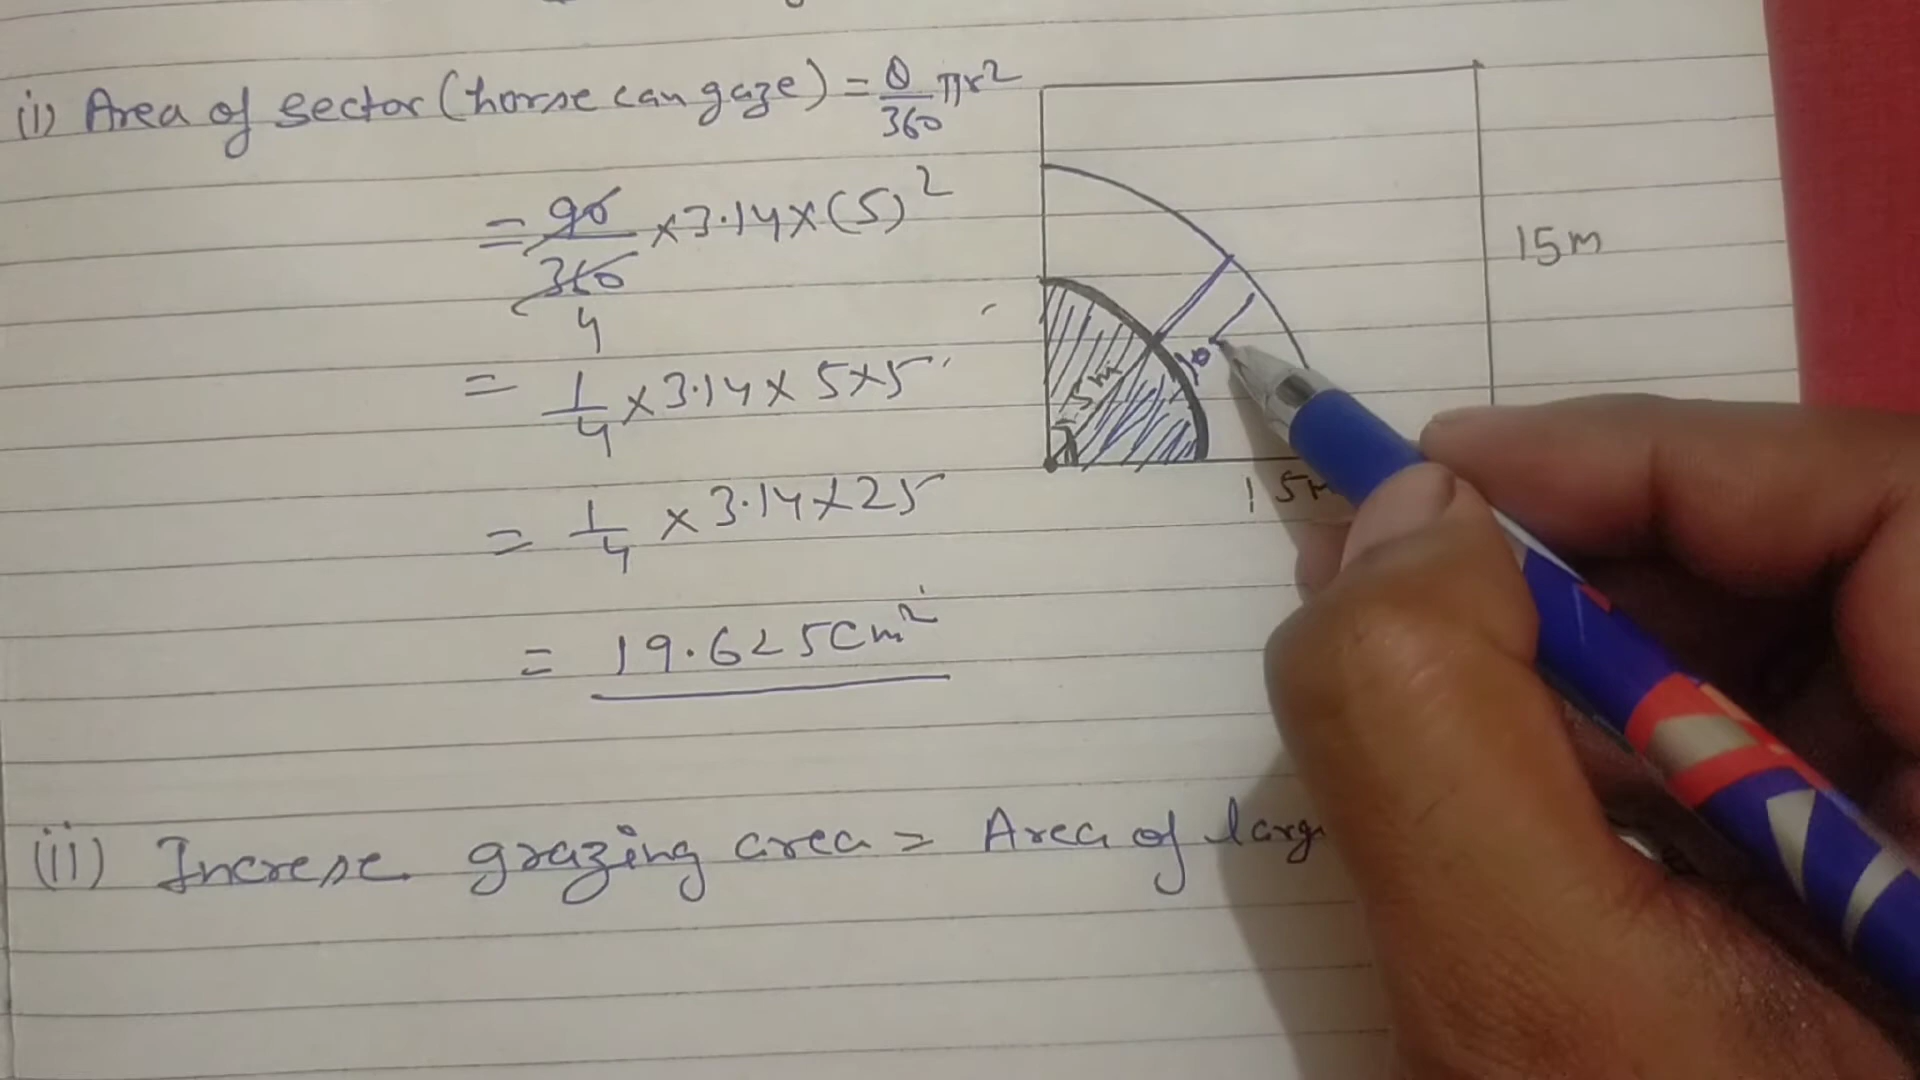 (i) Area of sector (horse can gaze) = θ/360 πr²
= 90/360 × 3.14 × (5)²
4
= 1/4 × 3.14 × 5 × 5
= 1/4 × 3.14 × 25
= 19.625 Cm²
15m
5m
10
15m
(ii) Increse grazing area = Area of larg